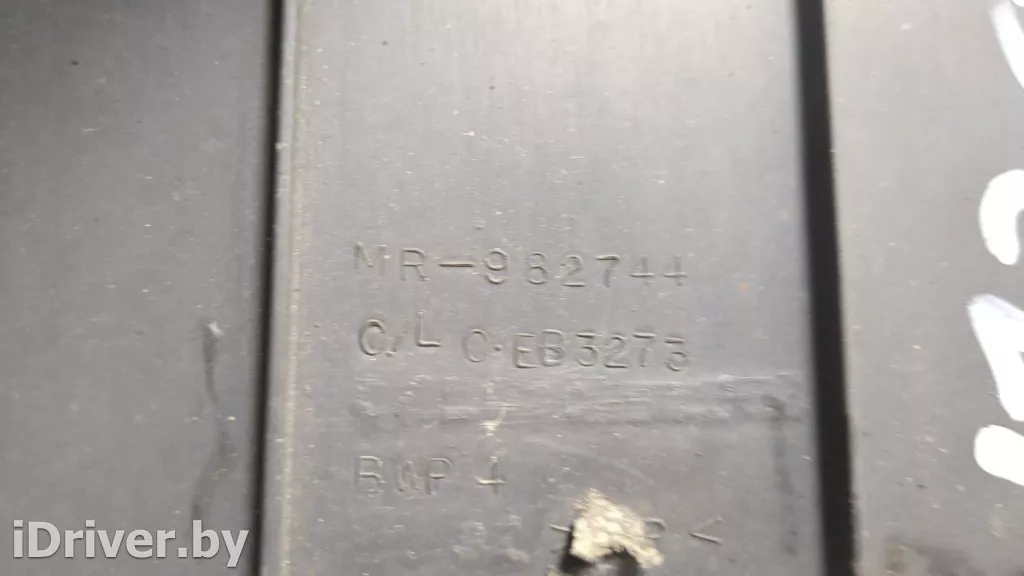 MR-982744
C/L C·EB3273
BWP 4
iDriver.by